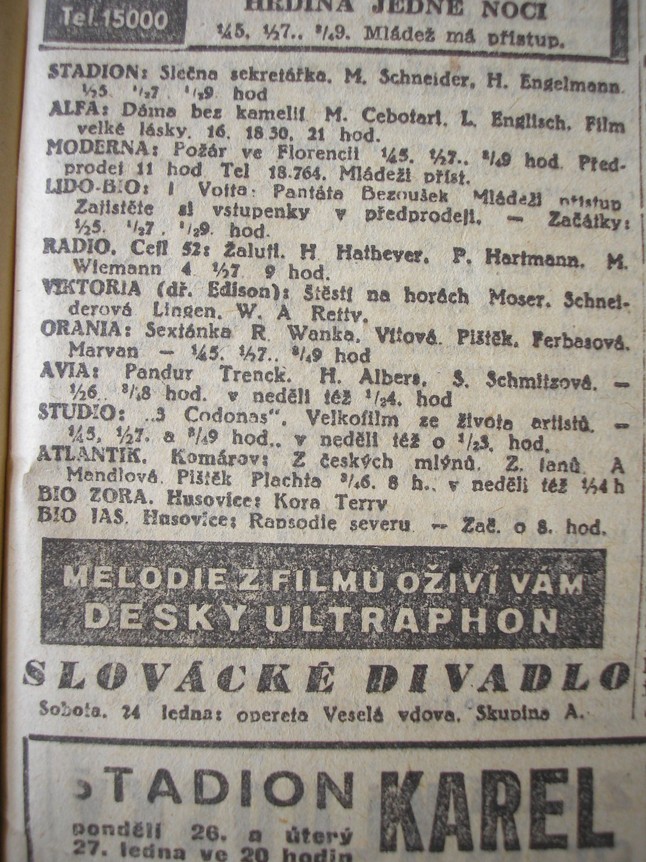 Tel. 15000
HRDINA JEDNÉ NOCI
¼5, ½7.. ¾9. Mládež má přístup.
STADION: Slečna sekretářka. M. Schneider, H. Engelmann.
½5. ½7 ½9. hod
ALFA: Dáma bez kamelií M. Cebotari. L. Englisch. Film
velké lásky. 16. 18 30. 21 hod.
MODERNA: Požár ve Florencii ¼5. ½7.. ¾9 hod. Před-
prodej 11 hod Tel 18.764. Mládeži příst.
LIDO-BIO: J Vojta: Pantáta Bezoušek Mládeži přístup
Zajistěte si vstupenky v předprodeji. — Začátky:
½5. ½7. ½9. hod.
RADIO. Cejl 52: Žaluji. H Hatheyer. P. Hartmann. M.
Wiemann 4 ½7 9 hod.
VIKTORIA (dř. Edison): Štěstí na horách Moser. Schnei-
derová Lingen. W. A Retty.
ORANIA: Sextánka R Wanka. Vítová. Pištěk. Ferbasová.
Marvan — ¼5. ½7.. ¾9 hod
AVIA: Pandur Trenck. H. Albers. S. Schmitzová. —
½6.. ¾8 hod. v neděli též ½4. hod
STUDIO: „3 Codonas". Velkofilm ze života artistů. —
¼5, ½7. a ¾9 hod., v neděli též o ½3. hod.
ATLANTIK. Komárov: Z českých mlýnů. Z. Janů. A
Mandlová. Pištěk Plachta ¾6. 8 h.. v neděli též ¼4 h
BIO ZORA. Husovice: Kora Terry
BIO JAS. Husovice: Rapsodie severu — Zač. o 8. hod.
MELODIE Z FILMŮ OŽIVÍ VÁM
DESKY ULTRAPHON
SLOVÁCKÉ DIVADLO
Sobota. 24 ledna: opereta Veselá vdova. Skupina A.
STADION KAREL
pondělí 26. a úterý
27. ledna ve 20 hodin